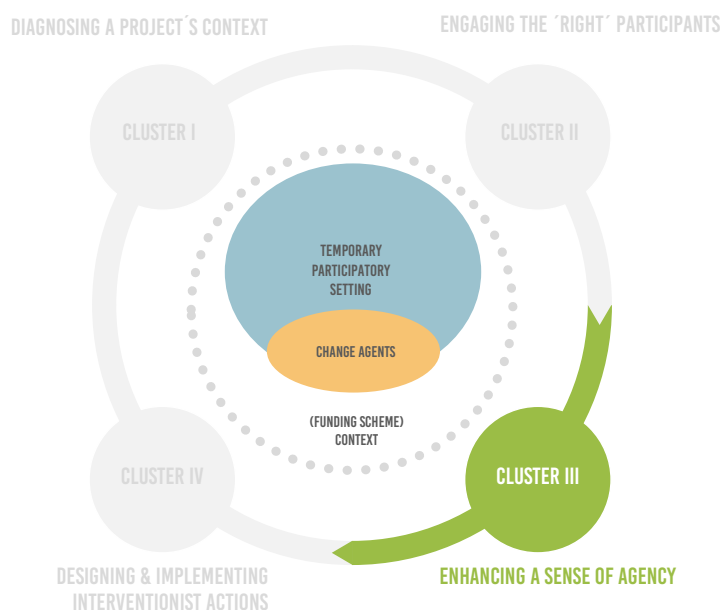 DIAGNOSING A PROJECT´S CONTEXT
ENGAGING THE ´RIGHT´ PARTICIPANTS
CLUSTER I
CLUSTER II
TEMPORARY
PARTICIPATORY
SETTING
CHANGE AGENTS
(FUNDING SCHEME)
CONTEXT
CLUSTER IV
CLUSTER III
DESIGNING & IMPLEMENTING
INTERVENTIONIST ACTIONS
ENHANCING A SENSE OF AGENCY